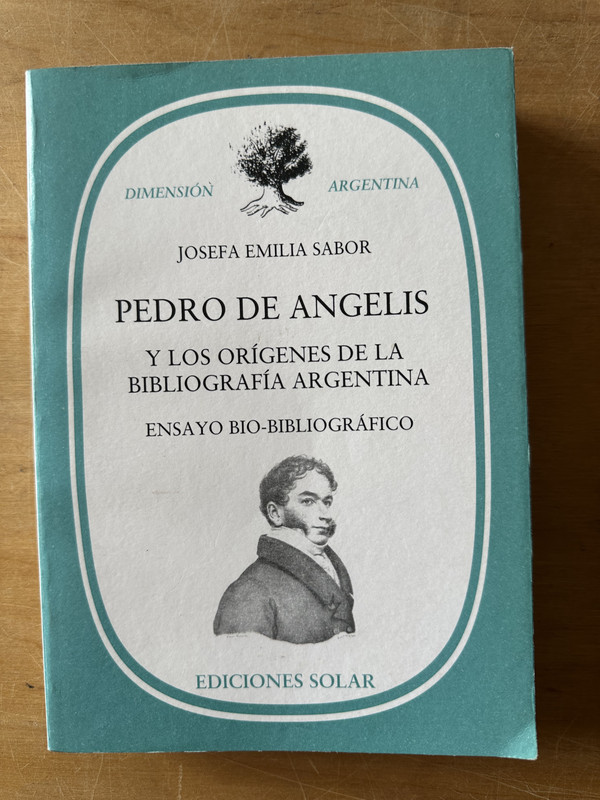 DIMENSIÓN ARGENTINA
JOSEFA EMILIA SABOR
PEDRO DE ANGELIS
Y LOS ORÍGENES DE LA
BIBLIOGRAFÍA ARGENTINA
ENSAYO BIO-BIBLIOGRÁFICO
EDICIONES SOLAR